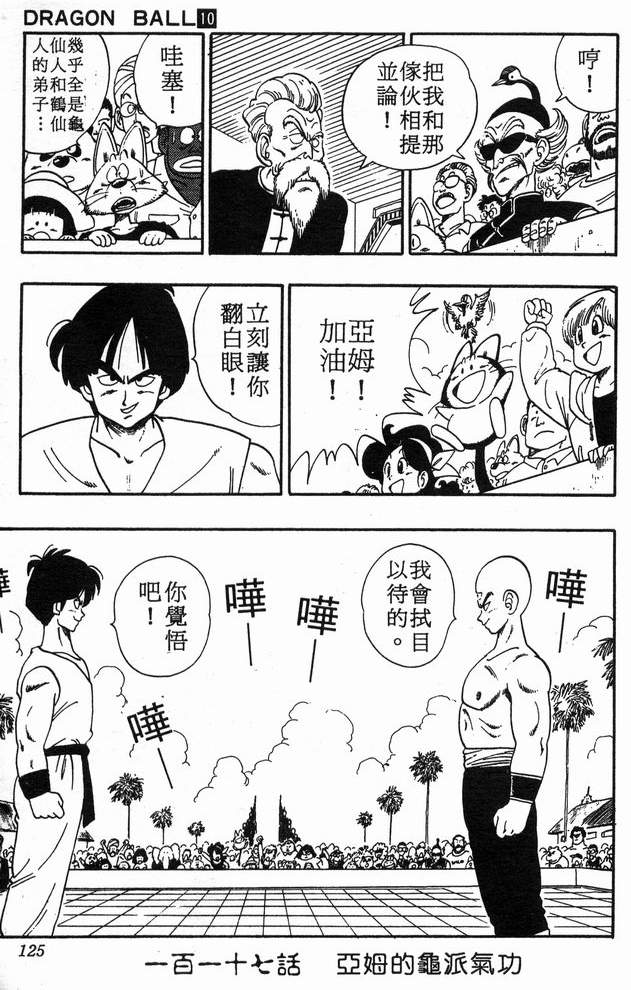 DRAGON BALL 10
哼！
把我和那
傢伙相提
並論！
哇塞！
幾乎全是龜
仙人和鶴仙
人的弟子…
亞姆！
加油！
立刻讓你
翻白眼！
嘩—
我會拭目
以待的。
嘩—
嘩—
嘩—
你覺悟
吧！
嘩—
125
一百一十七話 亞姆的龜派氣功